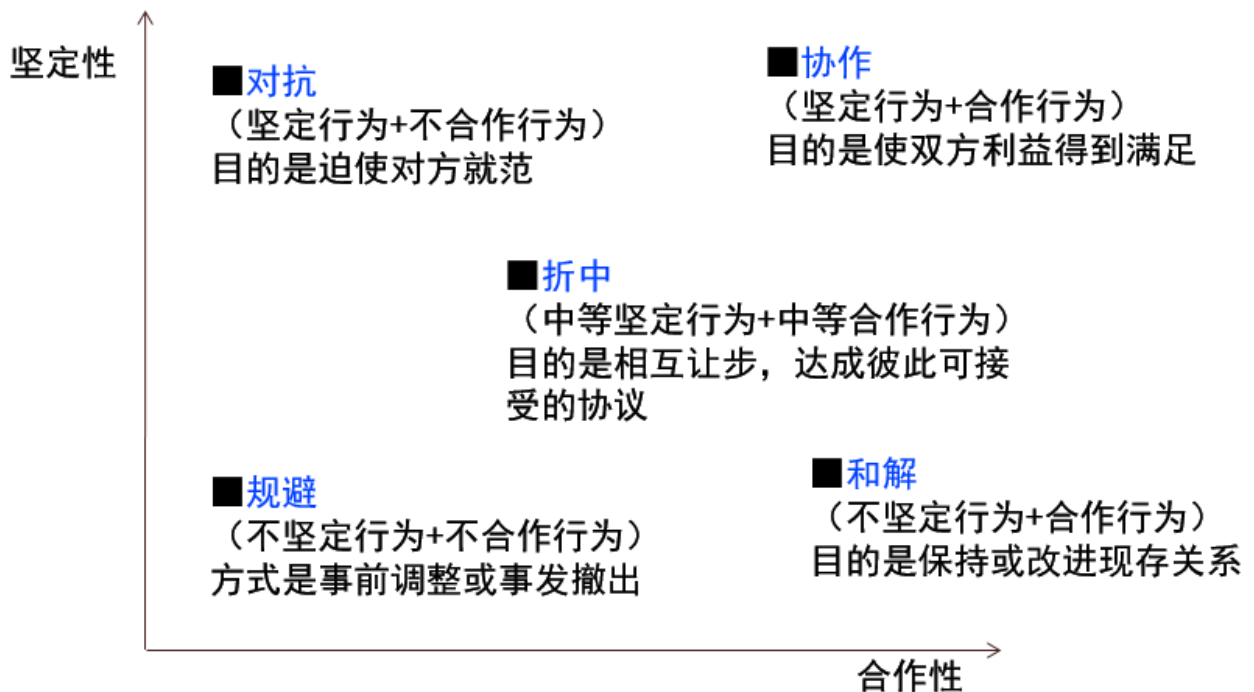 坚定性
■对抗
（坚定行为+不合作行为）
目的是迫使对方就范
■协作
（坚定行为+合作行为）
目的是使双方利益得到满足
■折中
（中等坚定行为+中等合作行为）
目的是相互让步，达成彼此可接
受的协议
■规避
（不坚定行为+不合作行为）
方式是事前调整或事发撤出
■和解
（不坚定行为+合作行为）
目的是保持或改进现存关系
合作性